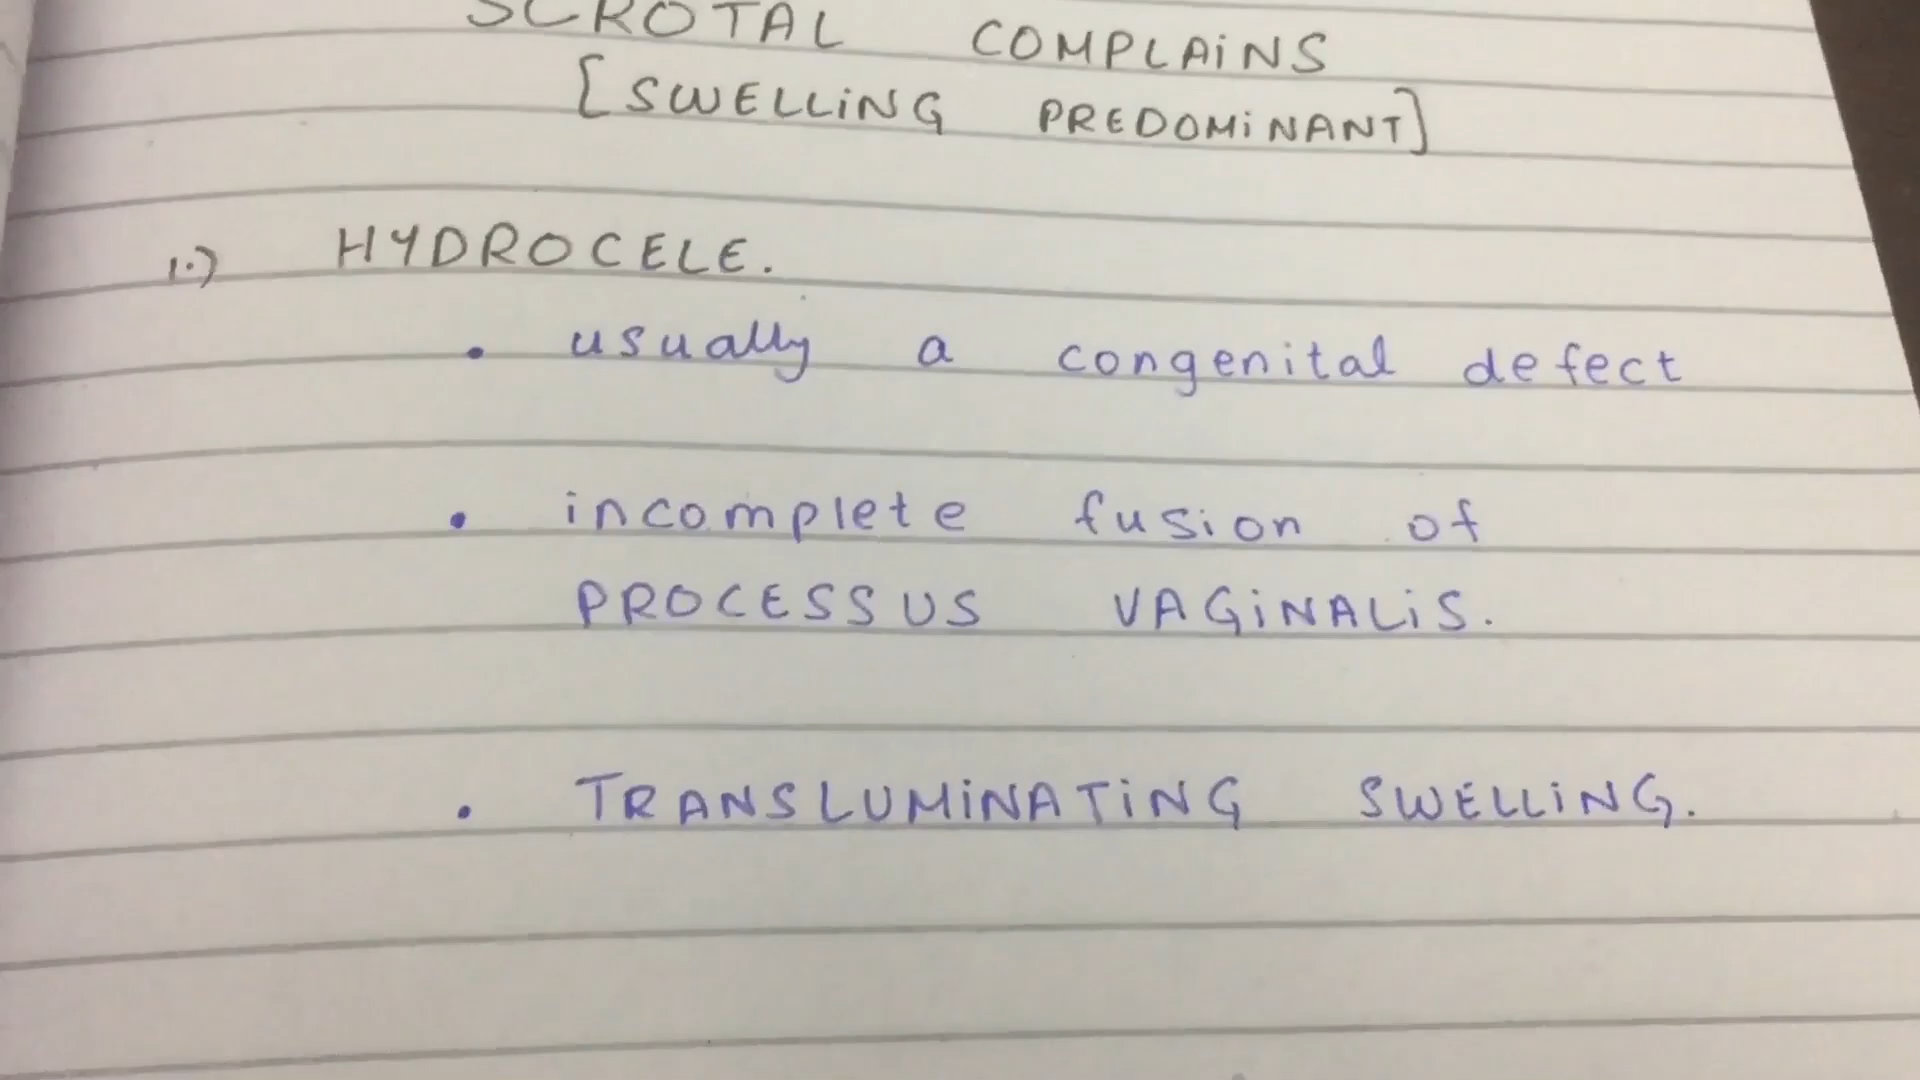 SCROTAL COMPLAINS
[SWELLING PREDOMINANT]
1.) HYDROCELE.
• usually a congenital defect
• incomplete fusion of
PROCESSUS VAGINALIS.
• TRANSLUMINATING SWELLING.